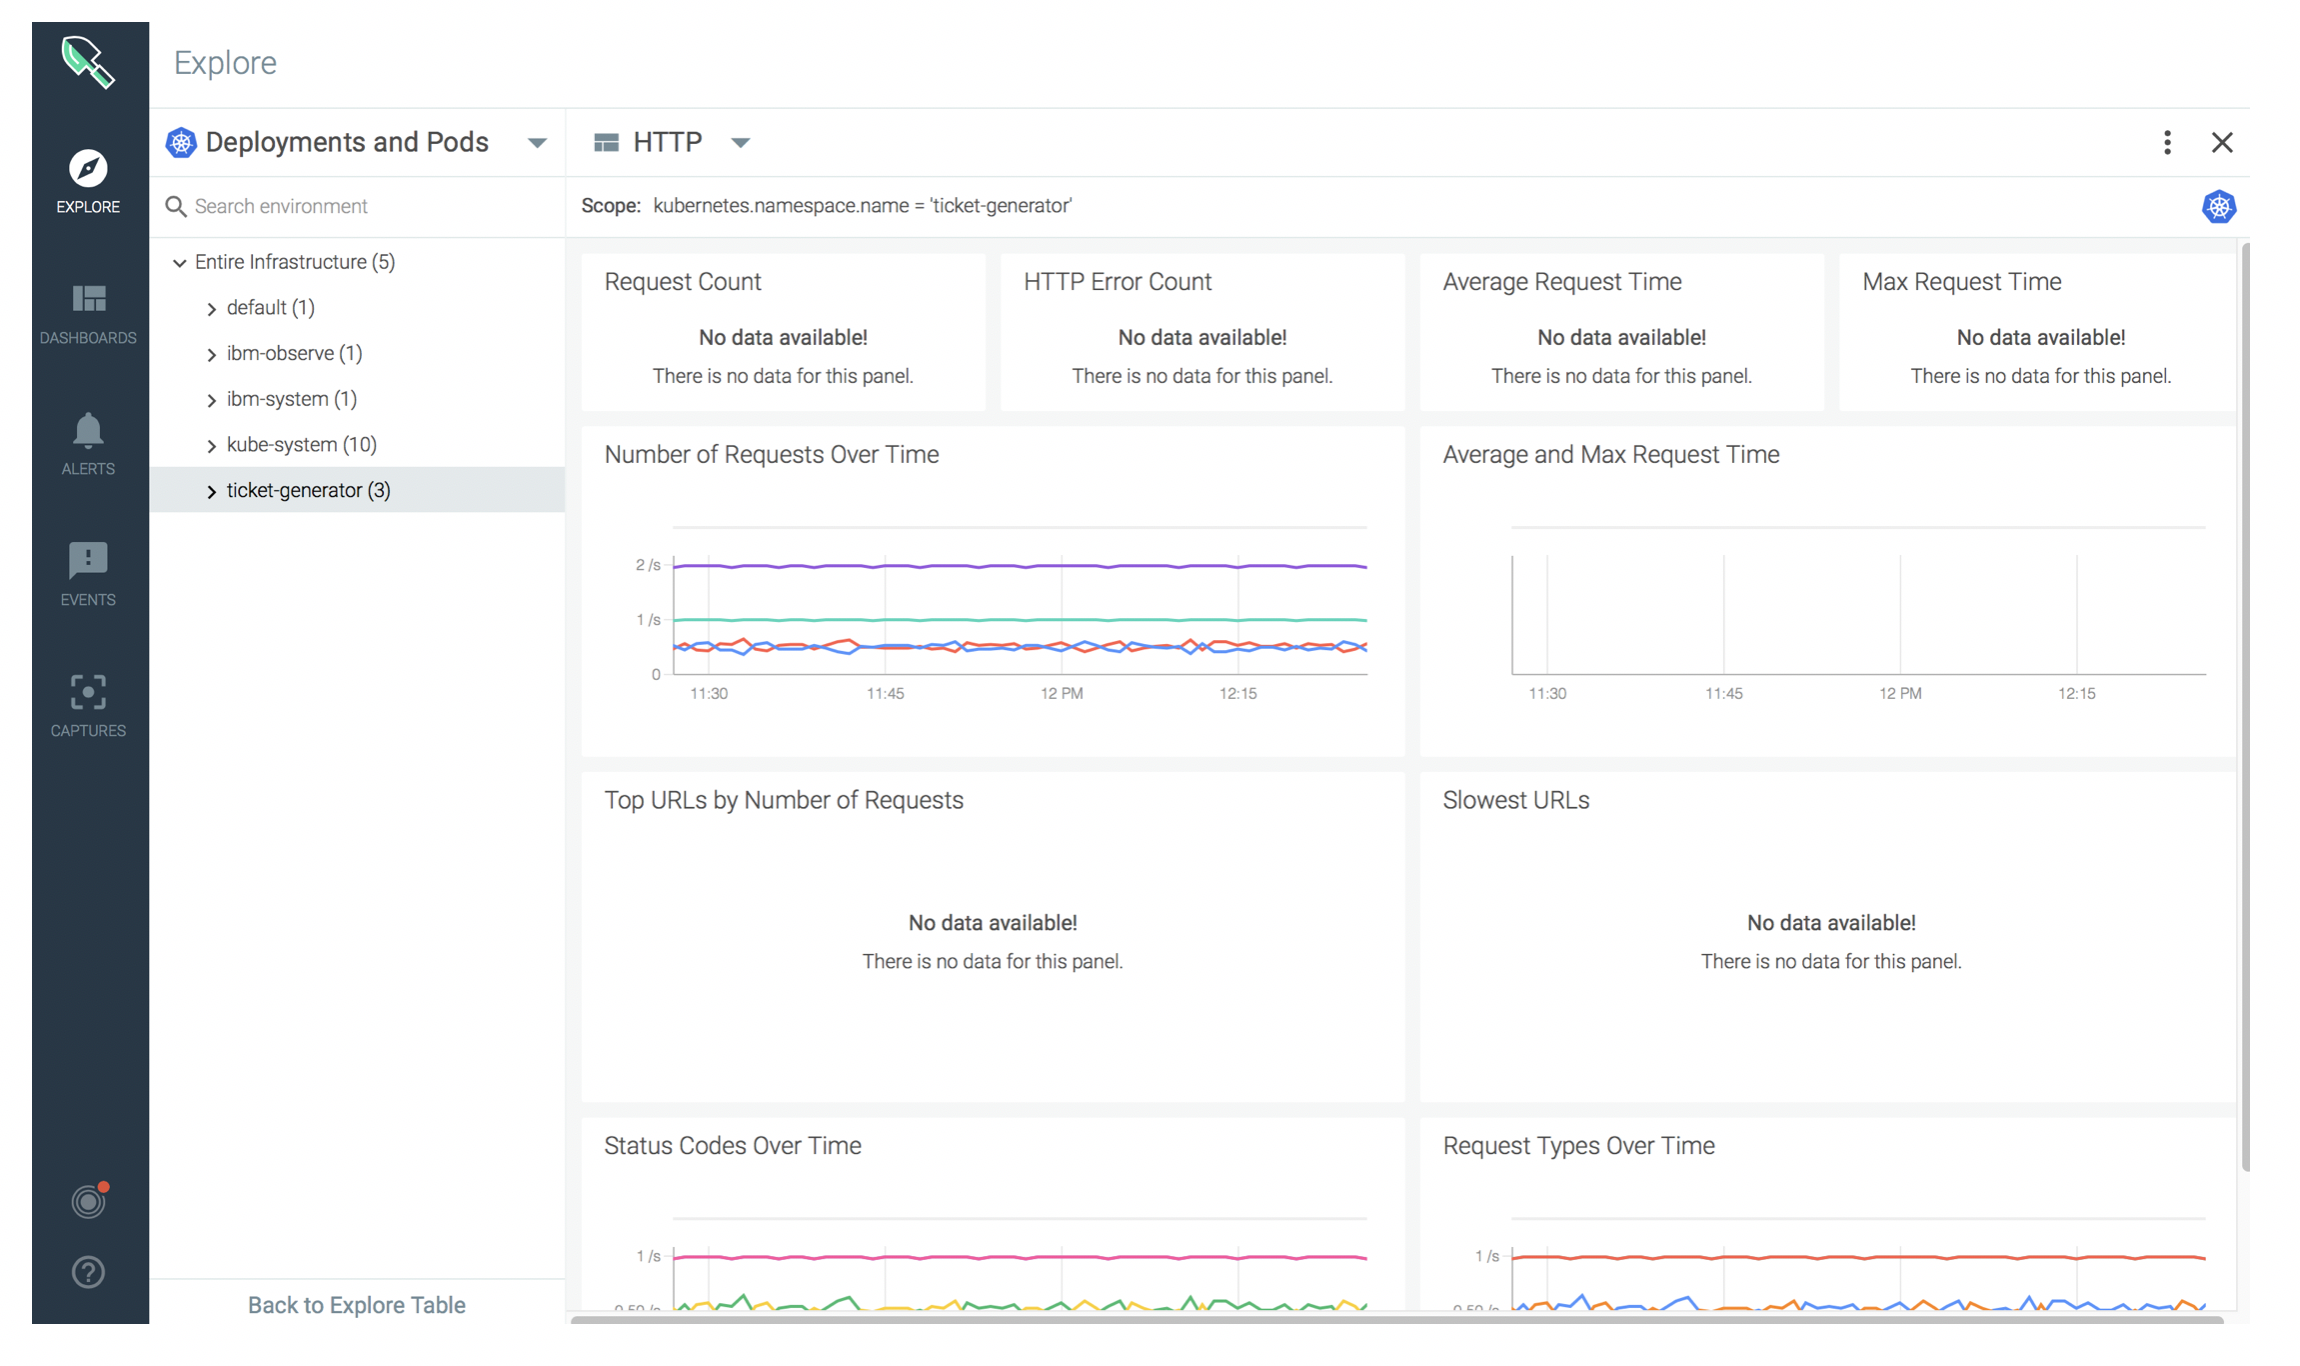 Explore
EXPLORE
DASHBOARDS
ALERTS
EVENTS
CAPTURES
Deployments and Pods
Search environment
Entire Infrastructure (5)
default (1)
ibm-observe (1)
ibm-system (1)
kube-system (10)
ticket-generator (3)
Back to Explore Table
HTTP
Scope: kubernetes.namespace.name = 'ticket-generator'
Request Count
No data available!
There is no data for this panel.
HTTP Error Count
No data available!
There is no data for this panel.
Average Request Time
No data available!
There is no data for this panel.
Max Request Time
No data available!
There is no data for this panel.
Number of Requests Over Time
2 /s
1 /s
0
11:30 11:45 12 PM 12:15
Average and Max Request Time
11:30 11:45 12 PM 12:15
Top URLs by Number of Requests
No data available!
There is no data for this panel.
Slowest URLs
No data available!
There is no data for this panel.
Status Codes Over Time
1 /s
0.50 /s
Request Types Over Time
1 /s
0.50 /s